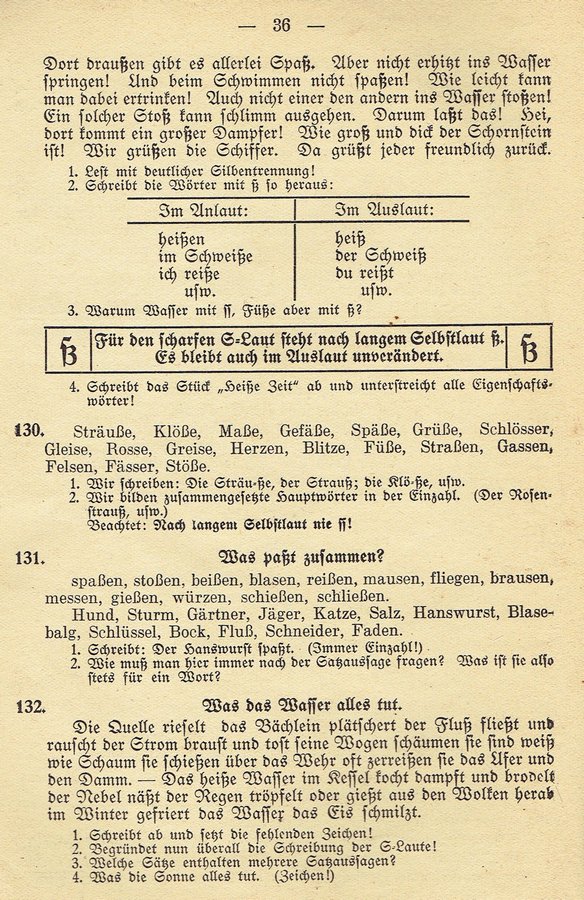 — 36 —
Dort draußen gibt es allerlei Spaß. Aber nicht erhitzt ins Wasser
springen! Und beim Schwimmen nicht spaßen! Wie leicht kann
man dabei ertrinken! Auch nicht einer den andern ins Wasser stoßen!
Ein solcher Stoß kann schlimm ausgehen. Darum laßt das! Hei,
dort kommt ein großer Dampfer! Wie groß und dick der Schornstein
ist! Wir grüßen die Schiffer. Da grüßt jeder freundlich zurück.
1. Lest mit deutlicher Silbentrennung!
2. Schreibt die Wörter mit ß so heraus:
Im Anlaut: Im Auslaut:
heißen heiß
im Schweiße der Schweiß
ich reiße du reißt
usw. usw.
3. Warum Wasser mit ss, Füße aber mit ß?
ß Für den scharfen S-Laut steht nach langem Selbstlaut ß. ß
Es bleibt auch im Auslaut unverändert.
4. Schreibt das Stück „Heiße Zeit“ ab und unterstreicht alle Eigenschafts-
wörter!
130. Sträuße, Klöße, Maße, Gefäße, Späße, Grüße, Schlösser,
Gleise, Rosse, Greise, Herzen, Blitze, Füße, Straßen, Gassen,
Felsen, Fässer, Stöße.
1. Wir schreiben: Die Sträu-ße, der Strauß; die Klö-ße, usw.
2. Wir bilden zusammengesetzte Hauptwörter in der Einzahl. (Der Rosen-
strauß, usw.)
Beachtet: Nach langem Selbstlaut nie ss!
131. Was paßt zusammen?
spaßen, stoßen, beißen, blasen, reißen, mausen, fliegen, brausen,
messen, gießen, würzen, schießen, schließen.
Hund, Sturm, Gärtner, Jäger, Katze, Salz, Hanswurst, Blase-
balg, Schlüssel, Bock, Fluß, Schneider, Faden.
1. Schreibt: Der Hanswurst spaßt. (Immer Einzahl!)
2. Wie muß man hier immer nach der Satzaussage fragen? Was ist sie also
stets für ein Wort?
132. Was das Wasser alles tut.
Die Quelle rieselt das Bächlein plätschert der Fluß fließt und
rauscht der Strom braust und tost seine Wogen schäumen sie sind weiß
wie Schaum sie schießen über das Wehr oft zerreißen sie das Ufer und
den Damm. — Das heiße Wasser im Kessel kocht dampft und brodelt
der Nebel näßt der Regen tröpfelt oder gießt aus den Wolken herab
im Winter gefriert das Wasser das Eis schmilzt.
1. Schreibt ab und setzt die fehlenden Zeichen!
2. Begründet nun überall die Schreibung der S-Laute!
3. Welche Sätze enthalten mehrere Satzaussagen?
4. Was die Sonne alles tut. (Zeichen!)